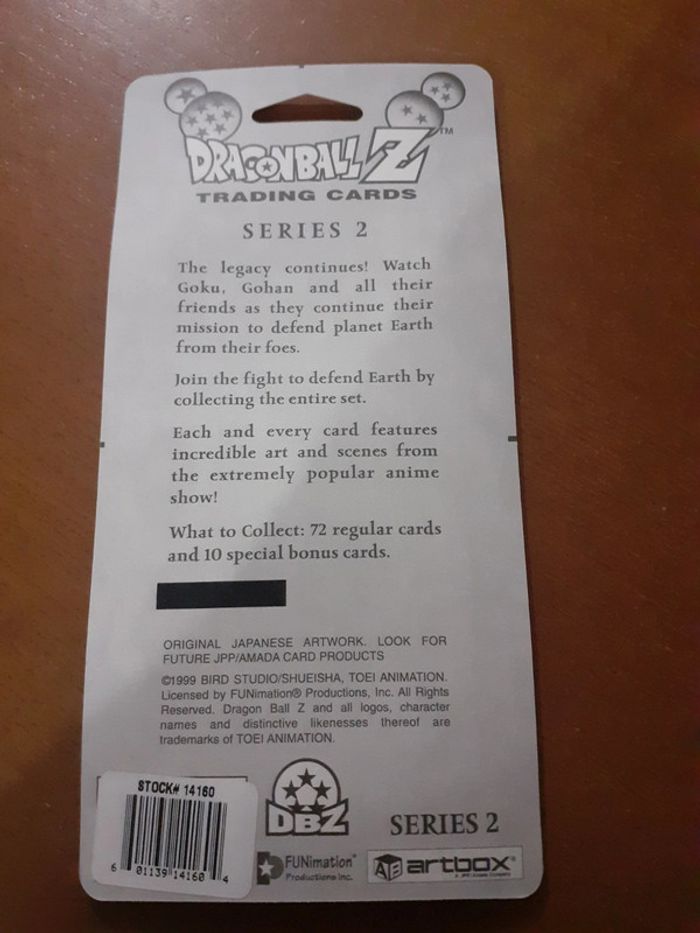 DRAGONBALL Z™
TRADING CARDS
SERIES 2
The legacy continues! Watch
Goku, Gohan and all their
friends as they continue their
mission to defend planet Earth
from their foes.
Join the fight to defend Earth by
collecting the entire set.
Each and every card features
incredible art and scenes from
the extremely popular anime
show!
What to Collect: 72 regular cards
and 10 special bonus cards.
ORIGINAL JAPANESE ARTWORK. LOOK FOR
FUTURE JPP/AMADA CARD PRODUCTS
©1999 BIRD STUDIO/SHUEISHA, TOEI ANIMATION.
Licensed by FUNimation® Productions, Inc. All Rights
Reserved. Dragon Ball Z and all logos, character
names and distinctive likenesses thereof are
trademarks of TOEI ANIMATION.
STOCK# 14160
6 01139 14160 4
DBZ
SERIES 2
FUNimation
Productions Inc.
AB artbox